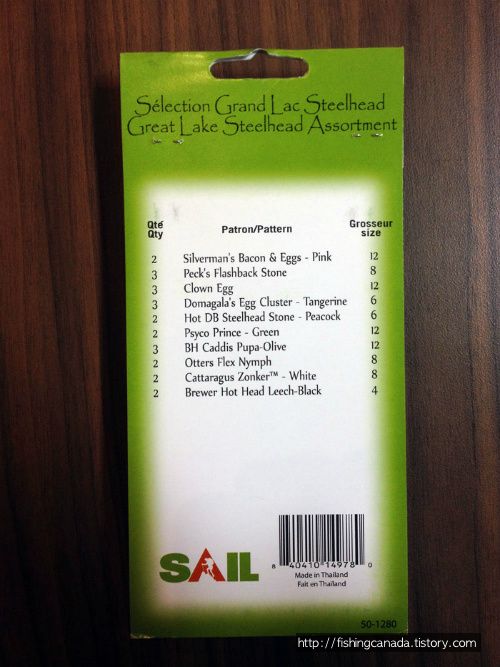 Sélection Grand Lac Steelhead
Great Lake Steelhead Assortment
Qté Qty Patron/Pattern Grosseur size
2 Silverman's Bacon & Eggs - Pink 12
3 Peck's Flashback Stone 8
3 Clown Egg 12
3 Domagala's Egg Cluster - Tangerine 6
2 Hot DB Steelhead Stone - Peacock 6
2 Psyco Prince - Green 12
3 BH Caddis Pupa-Olive 12
2 Otters Flex Nymph 8
2 Cattaragus Zonker™ - White 8
2 Brewer Hot Head Leech-Black 4
SAIL
8 40410 14978 0
Made in Thailand
Fait en Thaïland
50-1280
http://fishingcanada.tistory.com